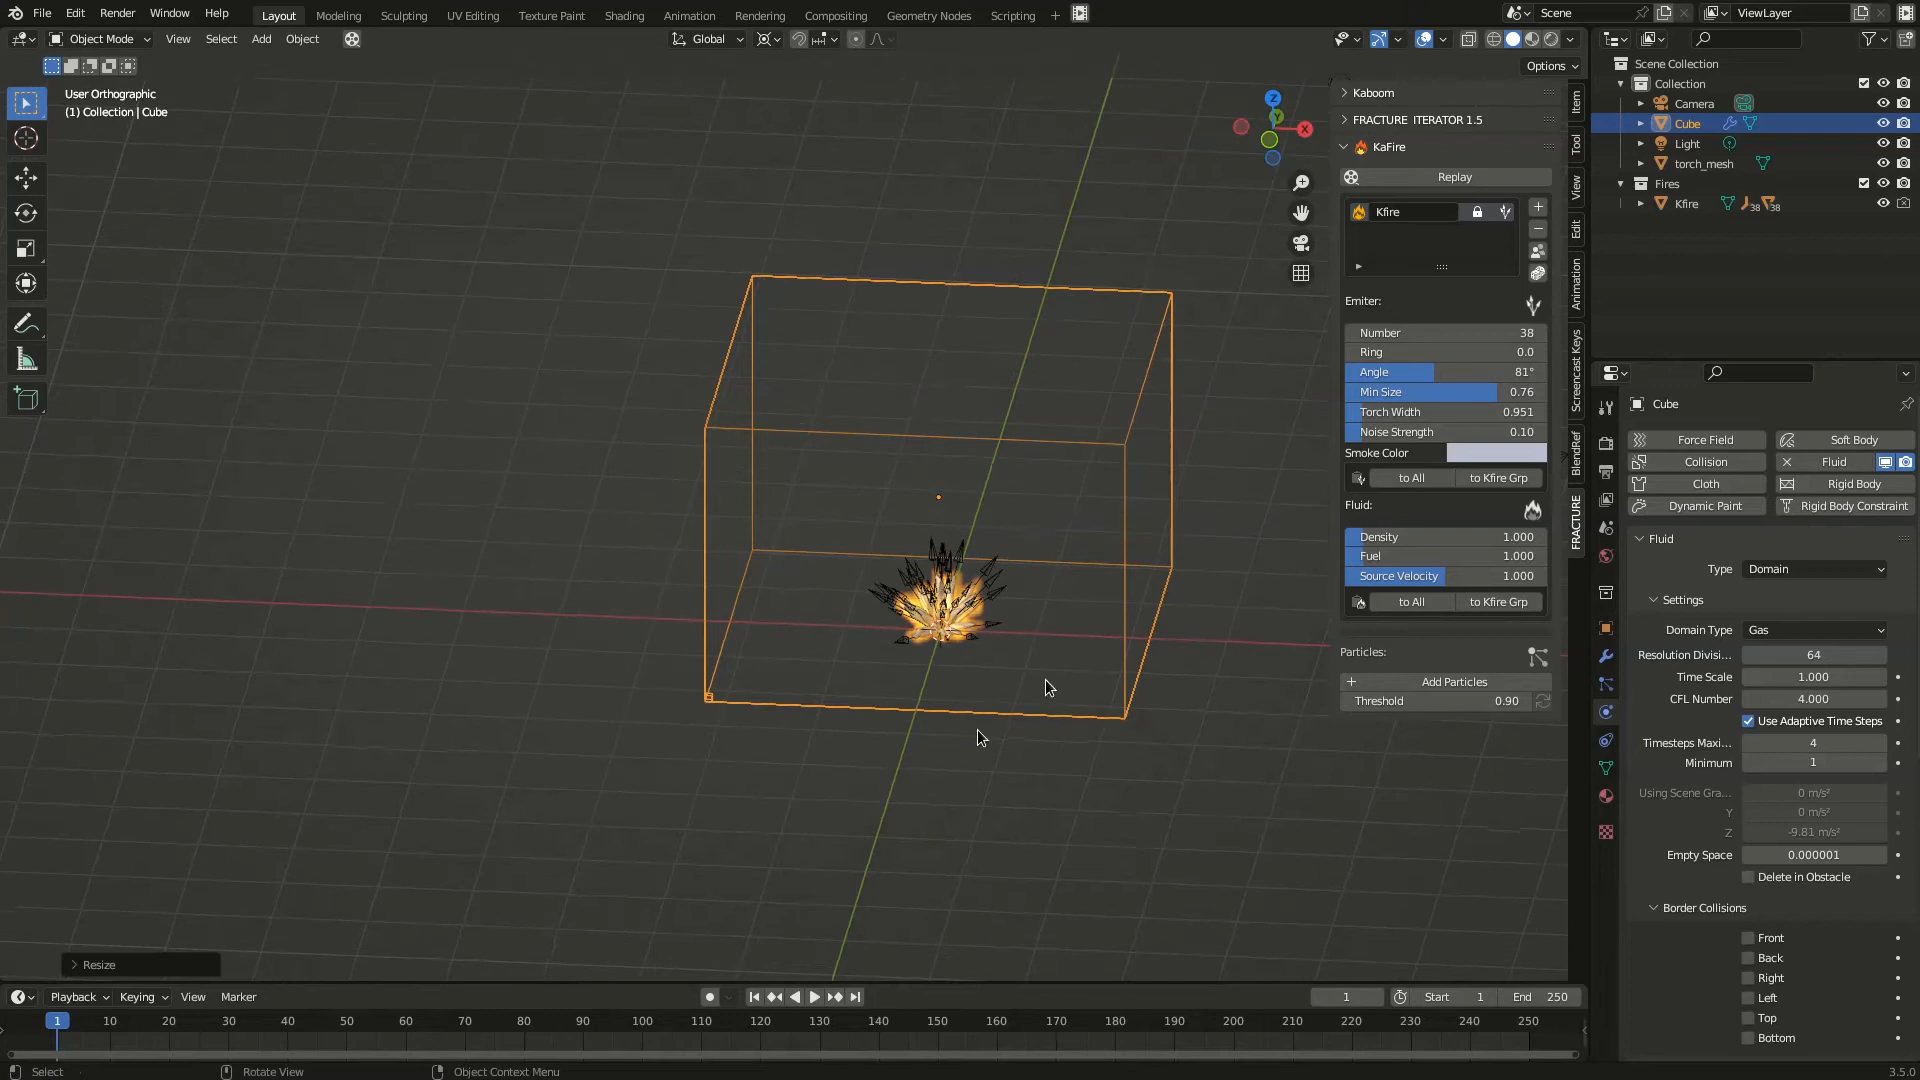 File Edit Render Window Help Layout Modeling Sculpting UV Editing Texture Paint Shading Animation Rendering Compositing Geometry Nodes Scripting + Scene ViewLayer
Object Mode View Select Add Object Global
Options
User Orthographic
(1) Collection | Cube
Z
Y
X
Kaboom
FRACTURE ITERATOR 1.5
KaFire
Replay
Kfire
Emiter:
Number 38
Ring 0.0
Angle 81°
Min Size 0.76
Torch Width 0.951
Noise Strength 0.10
Smoke Color
to All to Kfire Grp
Fluid:
Density 1.000
Fuel 1.000
Source Velocity 1.000
to All to Kfire Grp
Particles:
Add Particles
Threshold 0.90
Item
Tool
View
Edit
Animation
Screencast Keys
BlendRef
FRACTURE
Scene Collection
Collection
Camera
Cube
Light
torch_mesh
Fires
Kfire 38 38
Cube
Force Field Soft Body
Collision Fluid
Cloth Rigid Body
Dynamic Paint Rigid Body Constraint
Fluid
Type Domain
Settings
Domain Type Gas
Resolution Divisi... 64
Time Scale 1.000
CFL Number 4.000
Use Adaptive Time Steps
Timesteps Maxi... 4
Minimum 1
Using Scene Gra... 0 m/s²
Y 0 m/s²
Z -9.81 m/s²
Empty Space 0.000001
Delete in Obstacle
Border Collisions
Front
Back
Right
Left
Top
Bottom
Resize
Playback Keying View Marker 1 Start 1 End 250
1 10 20 30 40 50 60 70 80 90 100 110 120 130 140 150 160 170 180 190 200 210 220 230 240 250
Select Rotate View Object Context Menu 3.5.0